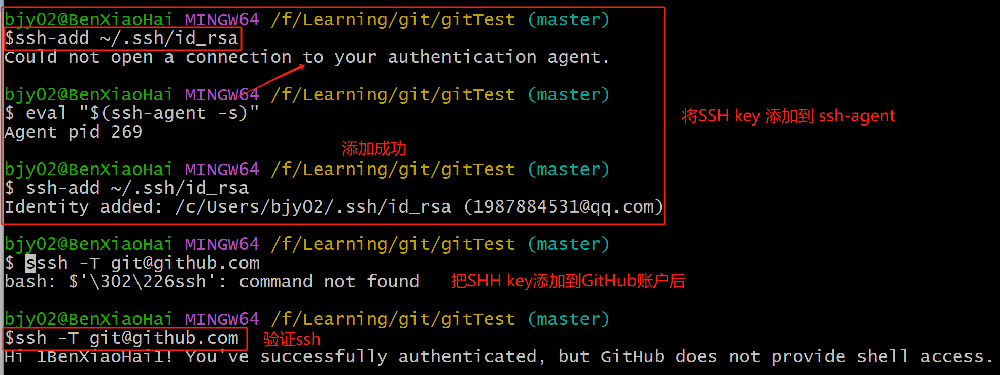 bjy02@BenXiaoHai MINGW64 /f/Learning/git/gitTest (master)
$ssh-add ~/.ssh/id_rsa
Could not open a connection to your authentication agent.
bjy02@BenXiaoHai MINGW64 /f/Learning/git/gitTest (master)
$ eval "$(ssh-agent -s)"
将SSH key 添加到 ssh-agent
Agent pid 269
添加成功
bjy02@BenXiaoHai MINGW64 /f/Learning/git/gitTest (master)
$ ssh-add ~/.ssh/id_rsa
Identity added: /c/Users/bjy02/.ssh/id_rsa (1987884531@qq.com)
bjy02@BenXiaoHai MINGW64 /f/Learning/git/gitTest (master)
$ sssh -T git@github.com
bash: $'\302\226ssh': command not found
把SHH key添加到GitHub账户后
bjy02@BenXiaoHai MINGW64 /f/Learning/git/gitTest (master)
$ssh -T git@github.com
验证ssh
Hi 1BenXiaoHai1! You've successfully authenticated, but GitHub does not provide shell access.